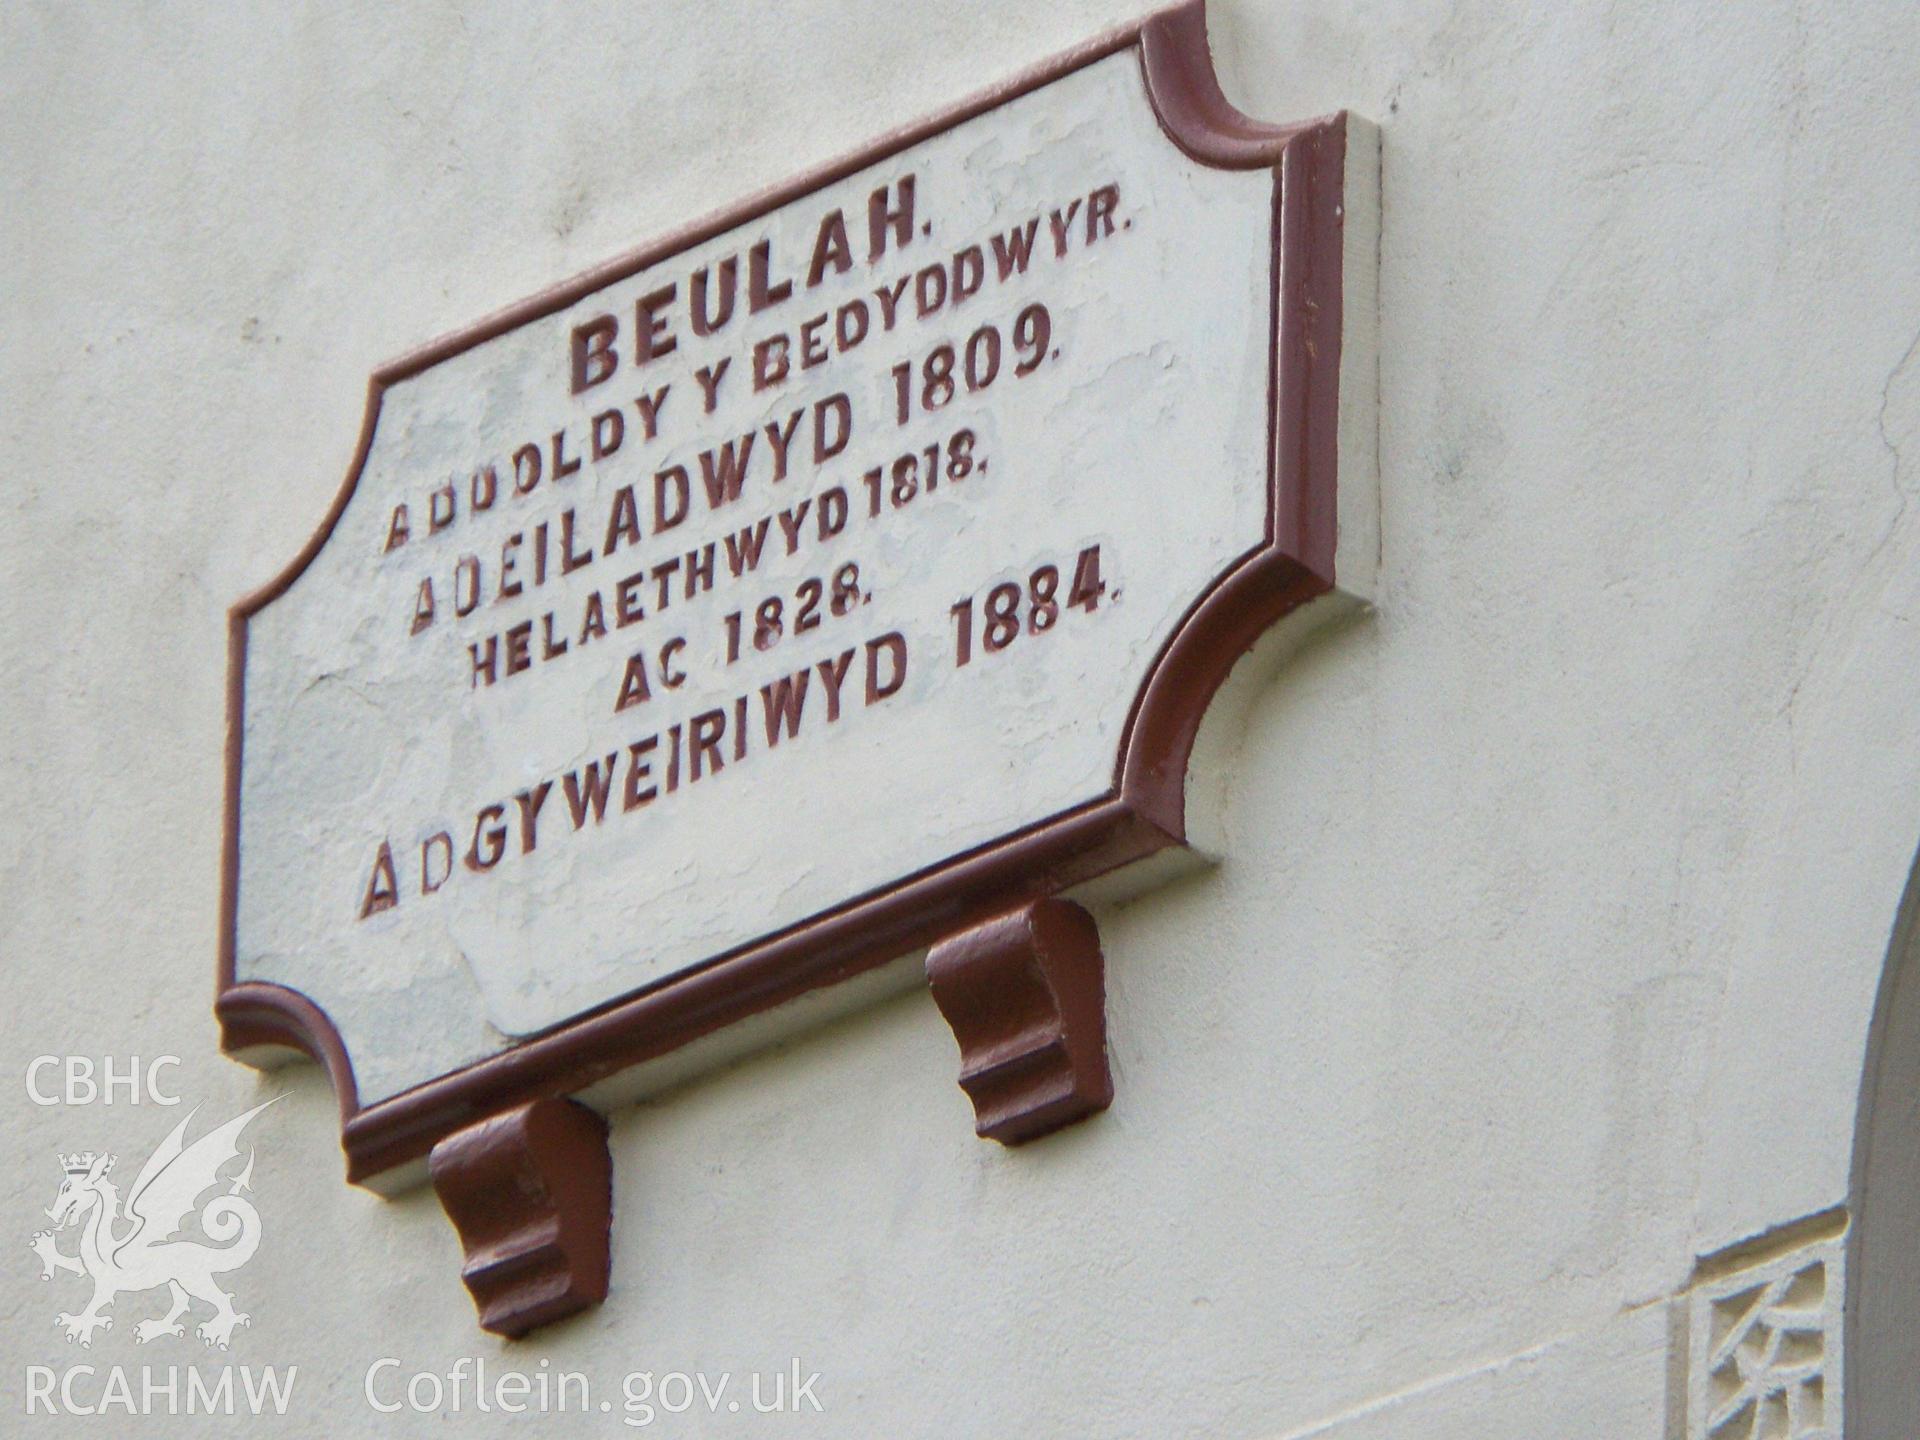 BEULAH.
ADDOLDY Y BEDYDDWYR.
ADEILADWYD 1809.
HELAETHWYD 1818.
AC 1828.
ADGYWEIRIWYD 1884.
CBHC
RCAHMW Coflein.gov.uk